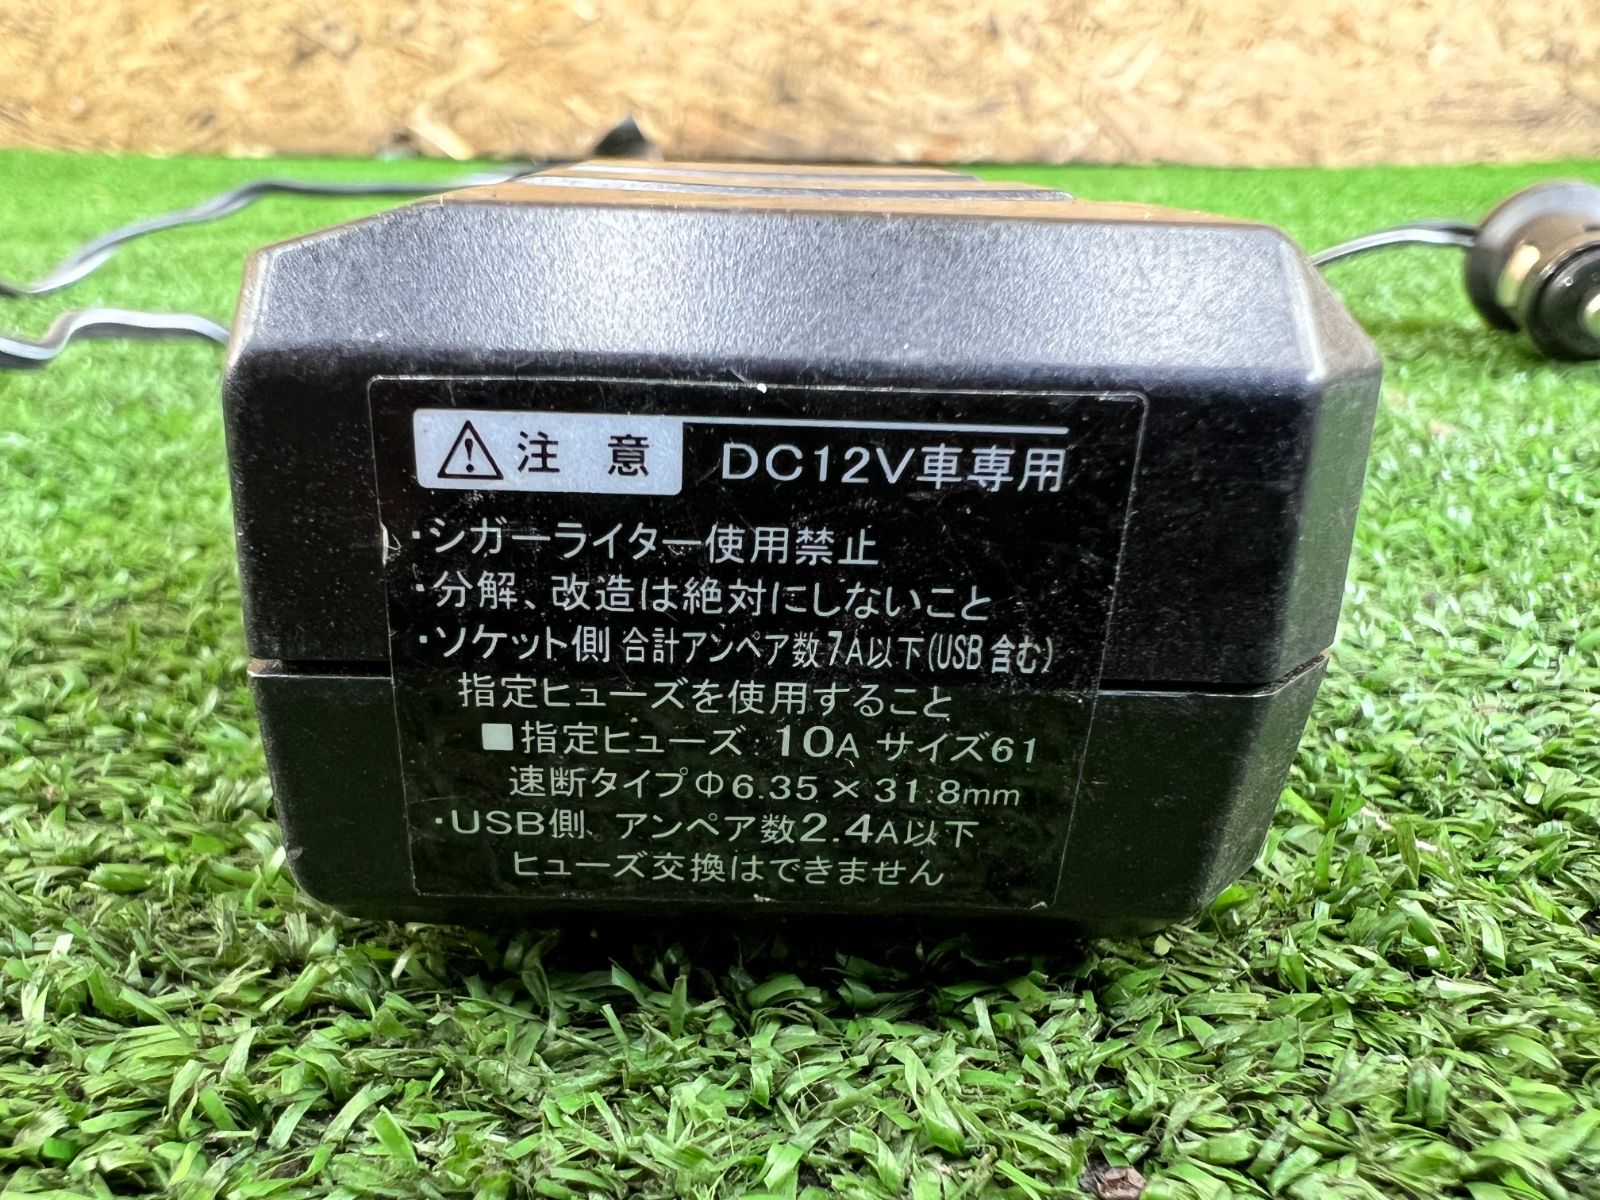 注 意 DC12V車専用
・シガーライター使用禁止
・分解、改造は絶対にしないこと
・ソケット側 合計アンペア数7A以下(USB含む)
指定ヒューズを使用すること
■指定ヒューズ:10A サイズ61
速断タイプΦ6.35×31.8mm
・USB側、アンペア数2.4A以下
ヒューズ交換はできません